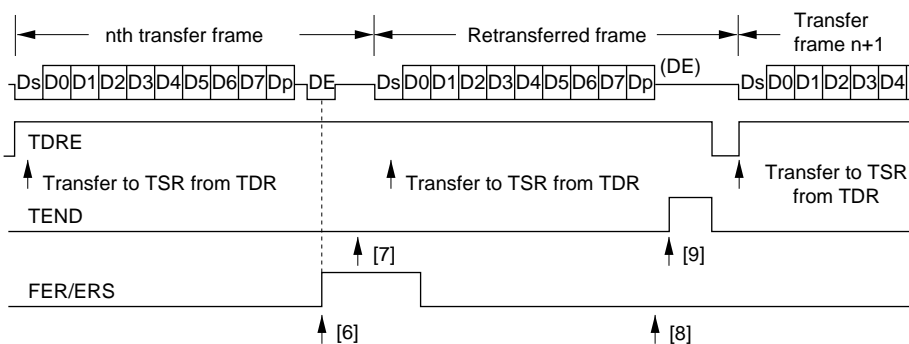 nth transfer frame Retransferred frame Transfer
frame n+1
Ds D0 D1 D2 D3 D4 D5 D6 D7 Dp DE Ds D0 D1 D2 D3 D4 D5 D6 D7 Dp (DE) Ds D0 D1 D2 D3 D4
TDRE
Transfer to TSR from TDR Transfer to TSR from TDR Transfer to TSR
from TDR
TEND
[7] [9]
FER/ERS
[6] [8]